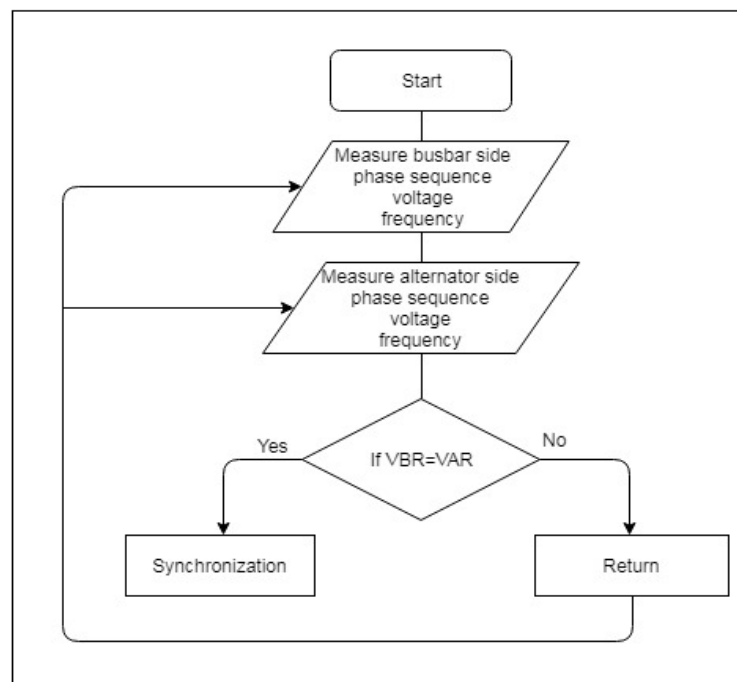 Start
Measure busbar side
phase sequence
voltage
frequency
Measure alternator side
phase sequence
voltage
frequency
If VBR=VAR
Yes
No
Synchronization
Return